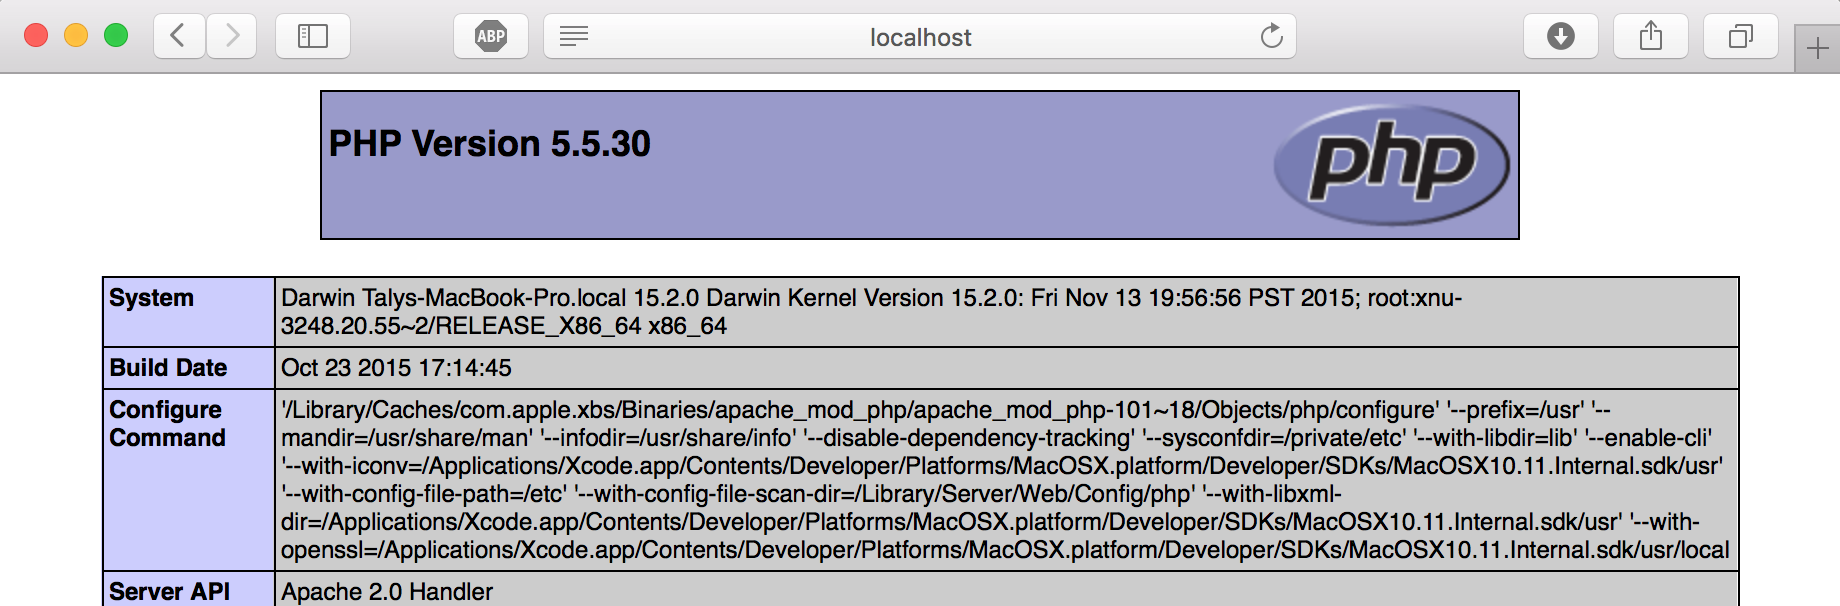 ABP
localhost
PHP Version 5.5.30
php
System
Darwin Talys-MacBook-Pro.local 15.2.0 Darwin Kernel Version 15.2.0: Fri Nov 13 19:56:56 PST 2015; root:xnu-
3248.20.55~2/RELEASE_X86_64 x86_64
Build Date
Oct 23 2015 17:14:45
Configure
Command
'/Library/Caches/com.apple.xbs/Binaries/apache_mod_php/apache_mod_php-101~18/Objects/php/configure' '--prefix=/usr' '--
mandir=/usr/share/man' '--infodir=/usr/share/info' '--disable-dependency-tracking' '--sysconfdir=/private/etc' '--with-libdir=lib' '--enable-cli'
'--with-iconv=/Applications/Xcode.app/Contents/Developer/Platforms/MacOSX.platform/Developer/SDKs/MacOSX10.11.Internal.sdk/usr'
'--with-config-file-path=/etc' '--with-config-file-scan-dir=/Library/Server/Web/Config/php' '--with-libxml-
dir=/Applications/Xcode.app/Contents/Developer/Platforms/MacOSX.platform/Developer/SDKs/MacOSX10.11.Internal.sdk/usr' '--with-
openssl=/Applications/Xcode.app/Contents/Developer/Platforms/MacOSX.platform/Developer/SDKs/MacOSX10.11.Internal.sdk/usr/local
Server API
Apache 2.0 Handler